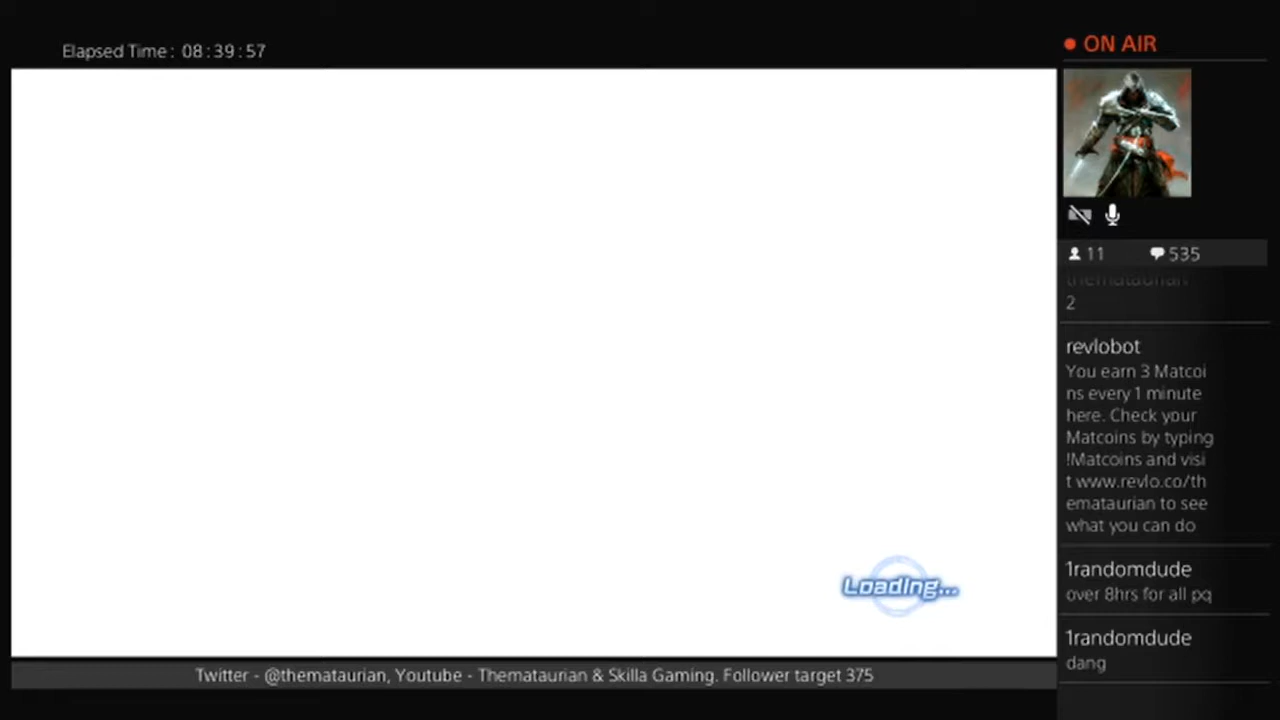 Elapsed Time: 08:39:57
ON AIR
11 535
themataurian
2
revlobot
You earn 3 Matcoi
ns every 1 minute
here. Check your
Matcoins by typing
!Matcoins and visi
t www.revlo.co/th
emataurian to see
what you can do
1randomdude
over 8hrs for all pq
1randomdude
dang
Loading...
Twitter - @themataurian, Youtube - Themataurian & Skilla Gaming. Follower target 375